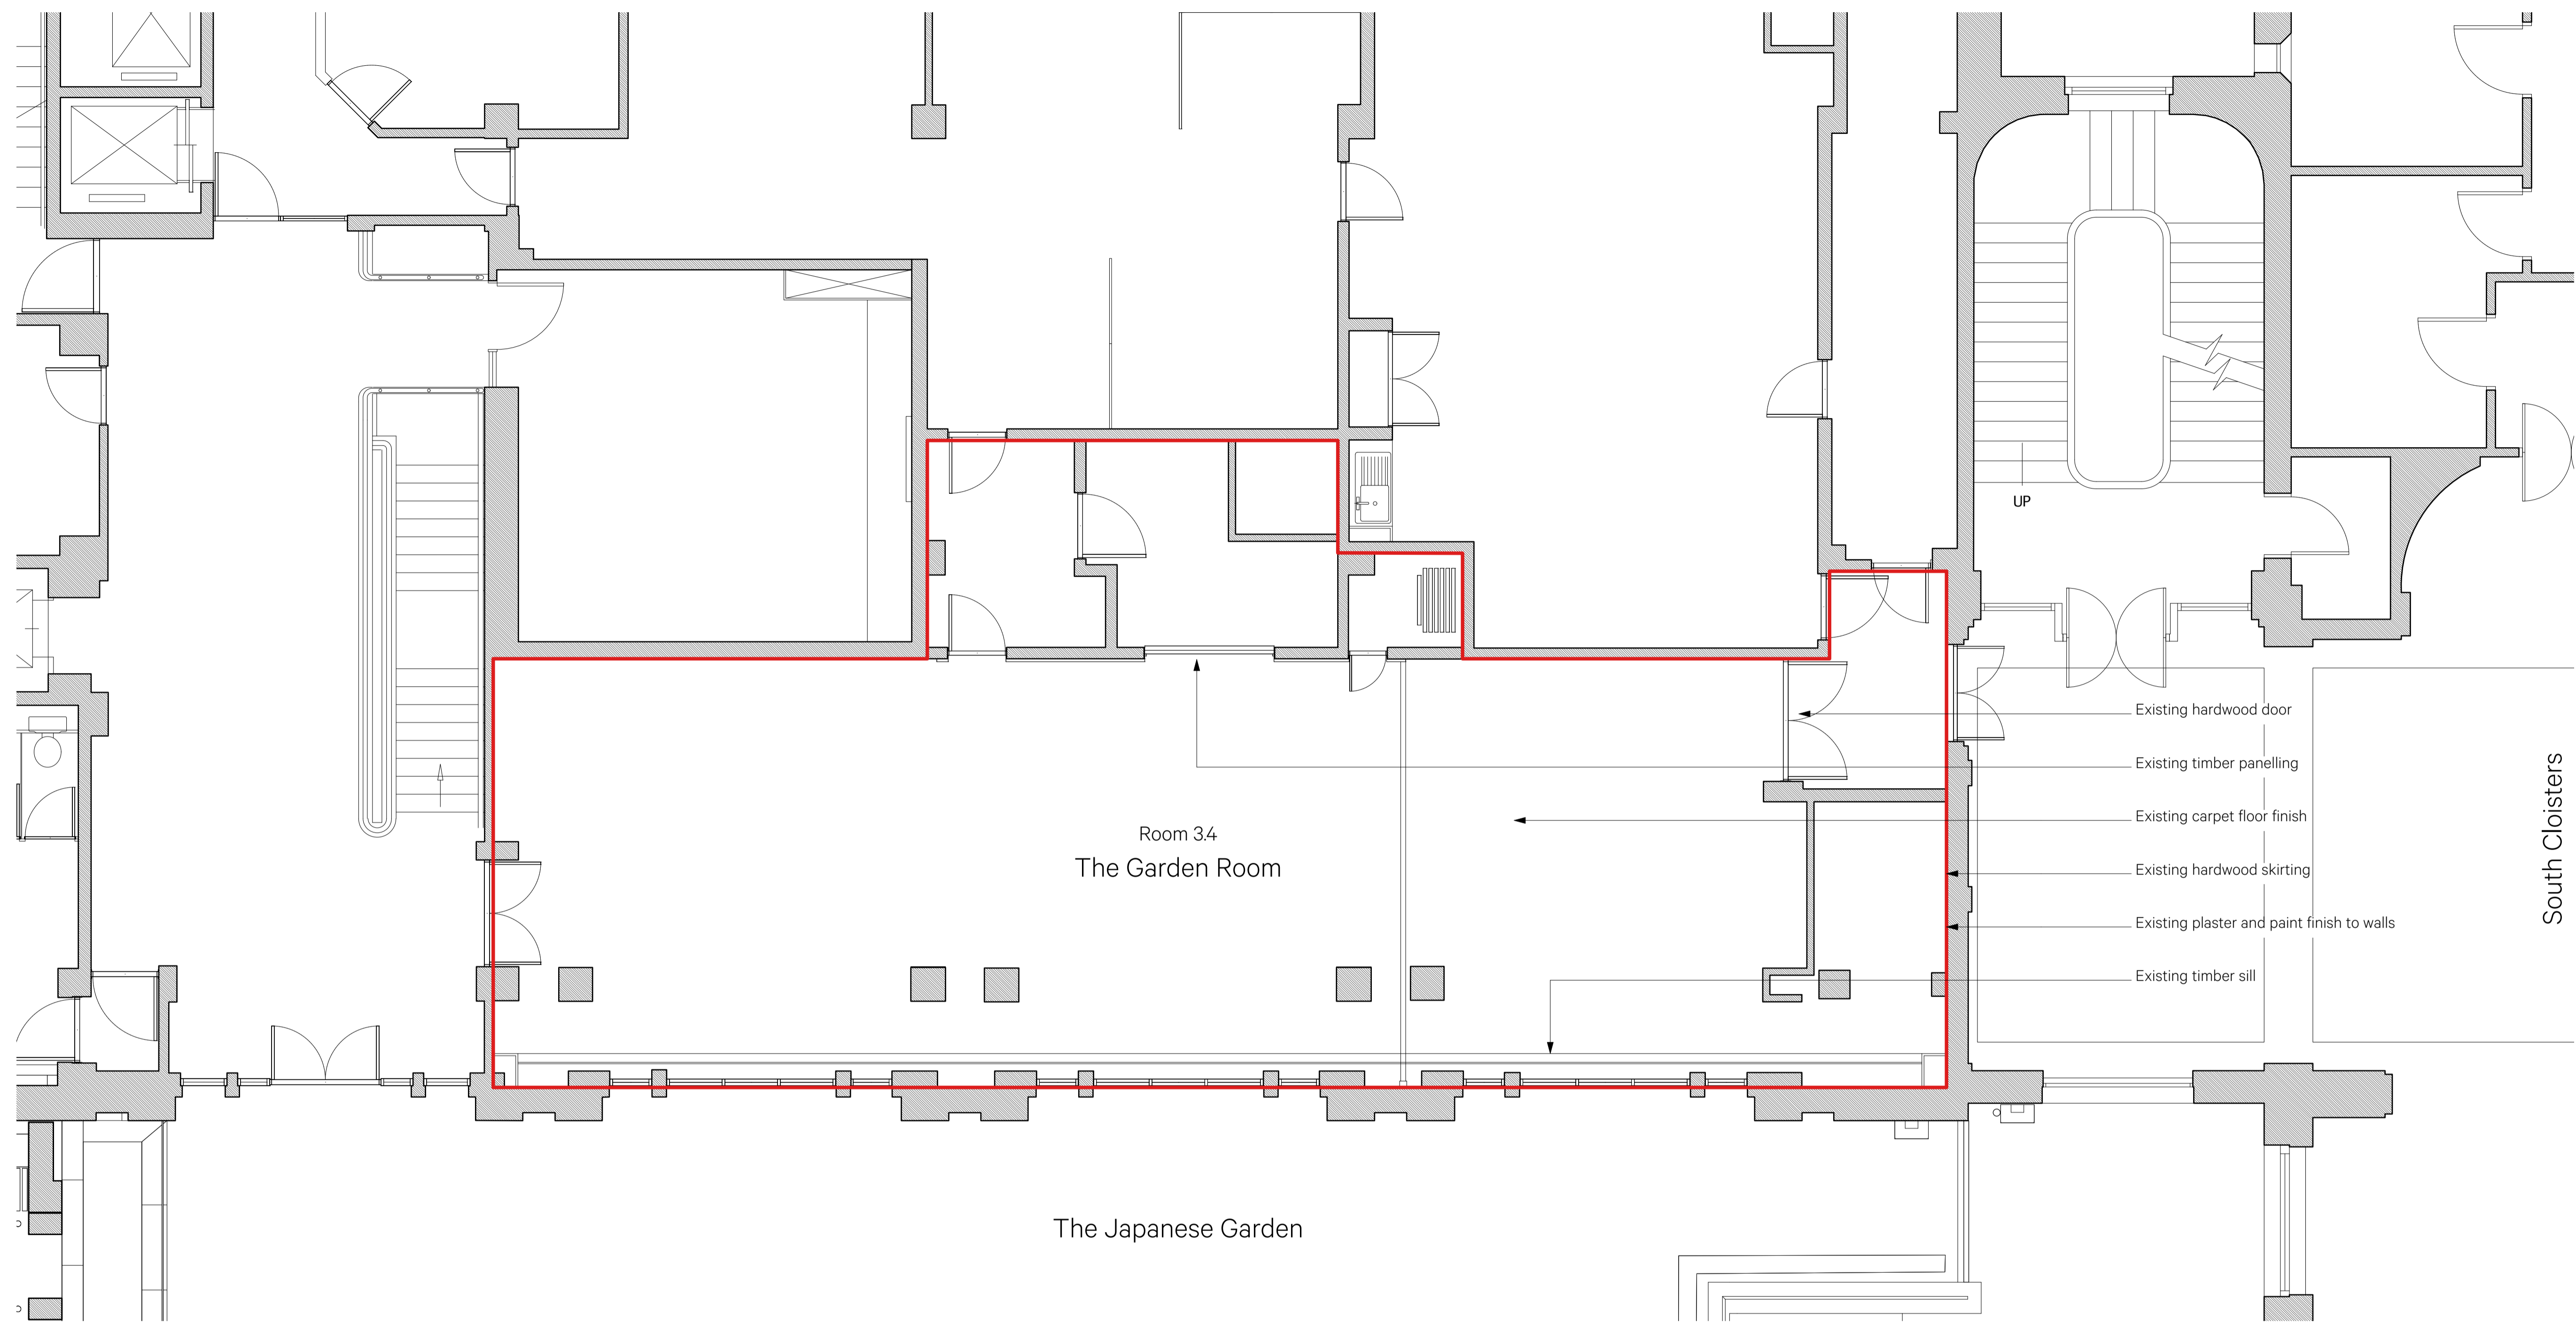 UP
Existing hardwood door
Existing timber panelling
Existing carpet floor finish
Existing hardwood skirting
Existing plaster and paint finish to walls
Existing timber sill
Room 3.4
The Garden Room
South Cloisters
The Japanese Garden